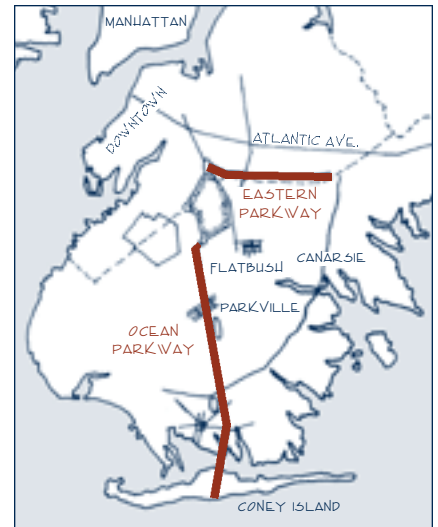 MANHATTAN
DOWNTOWN
ATLANTIC AVE.
EASTERN
PARKWAY
FLATBUSH
CANARSIE
PARKVILLE
OCEAN
PARKWAY
CONEY ISLAND